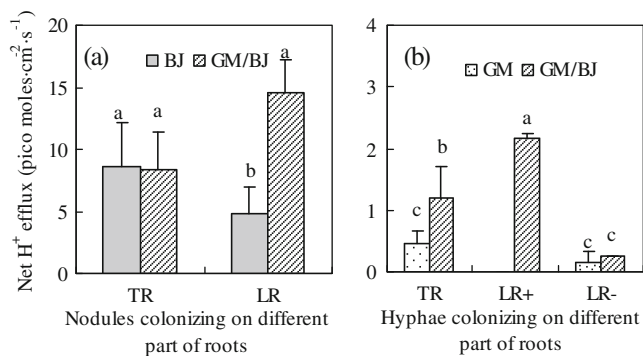 (a)
BJ
GM/BJ
Net H+ efflux (pico moles·cm-2·s-1)
20
15
10
5
0
a
a
b
a
TR
LR
Nodules colonizing on different
part of roots
(b)
GM
GM/BJ
4
3
2
1
0
c
b
a
c
c
TR
LR+
LR-
Hyphae colonizing on different
part of roots